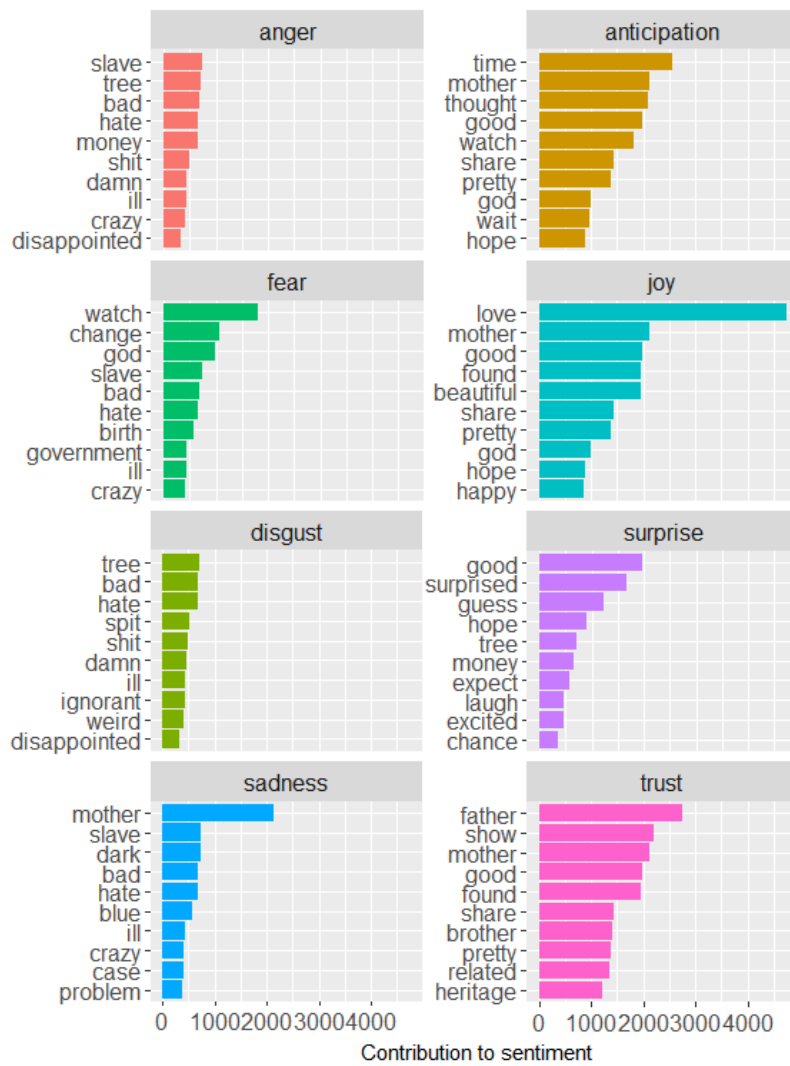 anger
slave
tree
bad
hate
money
shit
damn
ill
crazy
disappointed
anticipation
time
mother
thought
good
watch
share
pretty
god
wait
hope
fear
watch
change
god
slave
bad
hate
birth
government
ill
crazy
joy
love
mother
good
found
beautiful
share
pretty
god
hope
happy
disgust
tree
bad
hate
spit
shit
damn
ill
ignorant
weird
disappointed
surprise
good
surprised
guess
hope
tree
money
expect
laugh
excited
chance
sadness
mother
slave
dark
bad
hate
blue
ill
crazy
case
problem
trust
father
show
mother
good
found
share
brother
pretty
related
heritage
0 1000 2000 3000 4000
0 1000 2000 3000 4000
Contribution to sentiment